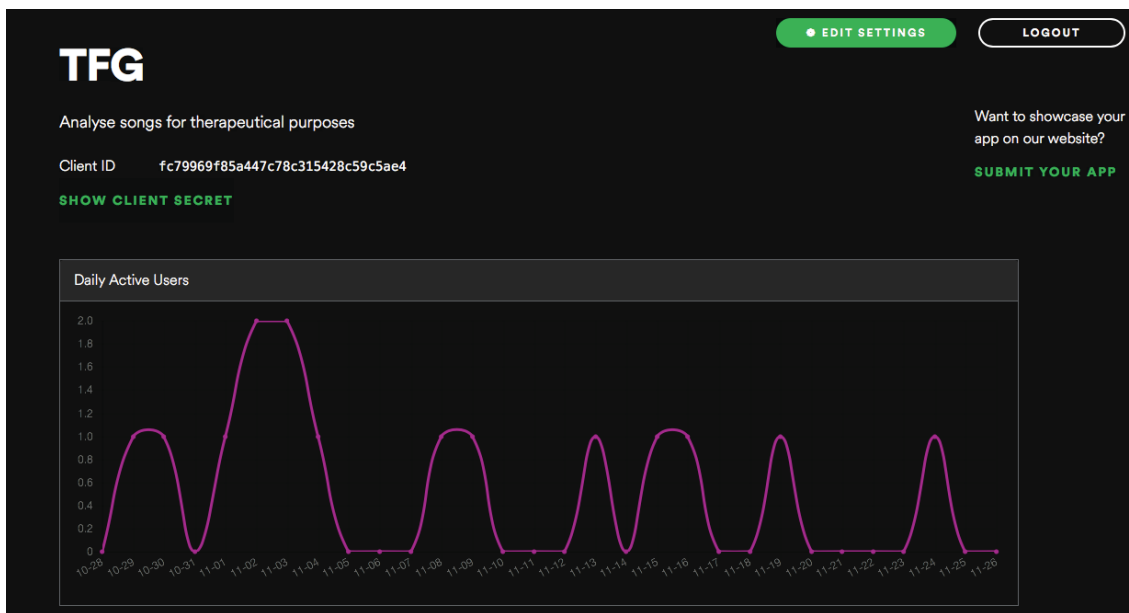 EDIT SETTINGS
LOGOUT
TFG
Analyse songs for therapeutical purposes
Want to showcase your
app on our website?
Client ID fc79969f85a447c78c315428c59c5ae4
SUBMIT YOUR APP
SHOW CLIENT SECRET
Daily Active Users
2.0
1.8
1.6
1.4
1.2
1.0
0.8
0.6
0.4
0.2
0
10-28 10-29 10-30 10-31 11-01 11-02 11-03 11-04 11-05 11-06 11-07 11-08 11-09 11-10 11-11 11-12 11-13 11-14 11-15 11-16 11-17 11-18 11-19 11-20 11-21 11-22 11-23 11-24 11-25 11-26